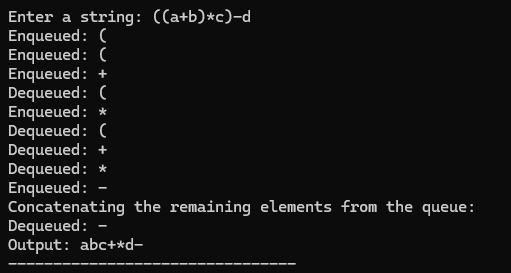 Enter a string: ((a+b)*c)-d
Enqueued: (
Enqueued: (
Enqueued: +
Dequeued: (
Enqueued: *
Dequeued: (
Dequeued: +
Dequeued: *
Enqueued: -
Concatenating the remaining elements from the queue:
Dequeued: -
Output: abc+*d-
--------------------------------